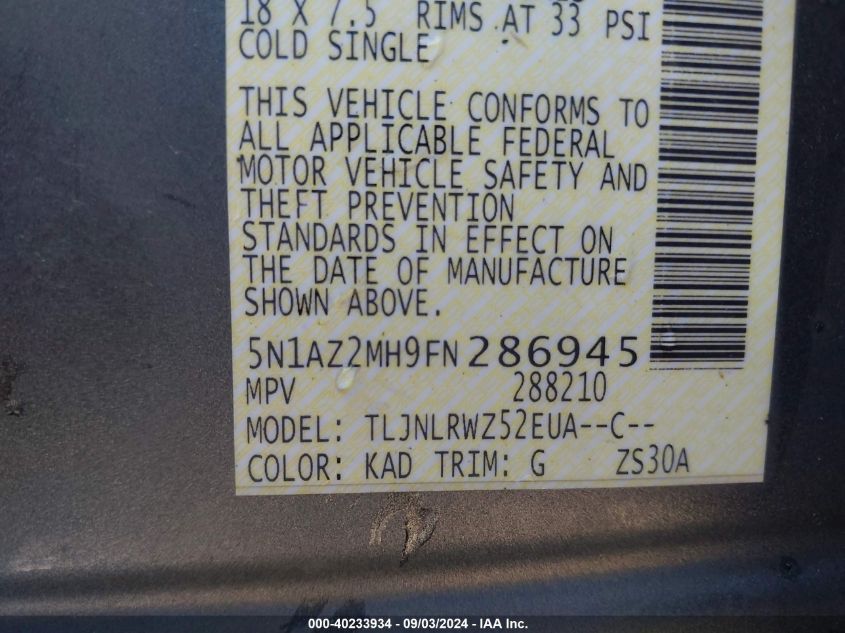 18 X 7.5 RIMS AT 33 PSI
COLD SINGLE
THIS VEHICLE CONFORMS TO
ALL APPLICABLE FEDERAL
MOTOR VEHICLE SAFETY AND
THEFT PREVENTION
STANDARDS IN EFFECT ON
THE DATE OF MANUFACTURE
SHOWN ABOVE.
5N1AZ2MH9FN286945
MPV 288210
MODEL: TLJNLRWZ52EUA--C--
COLOR: KAD TRIM: G ZS30A
000-40233934 - 09/03/2024 - IAA Inc.